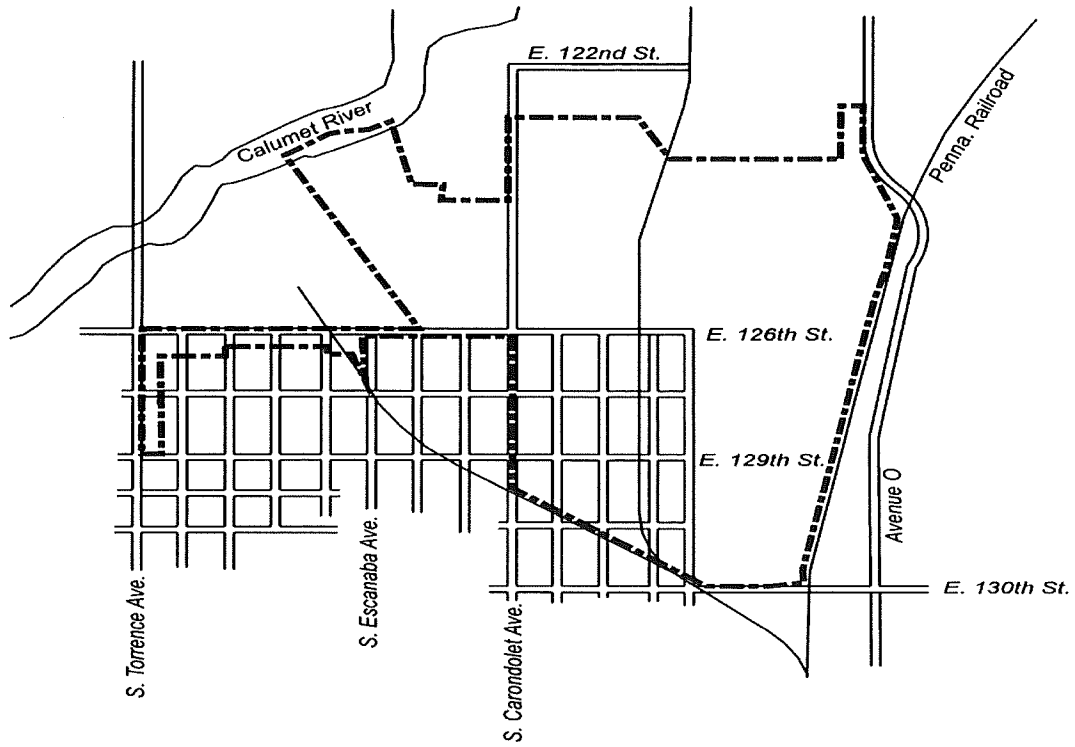 E. 122nd St.
Calumet River
Penna. Railroad
E. 126th St.
E. 129th St.
Avenue O
S. Torrence Ave.
S. Escanaba Ave.
S. Carondolet Ave.
E. 130th St.